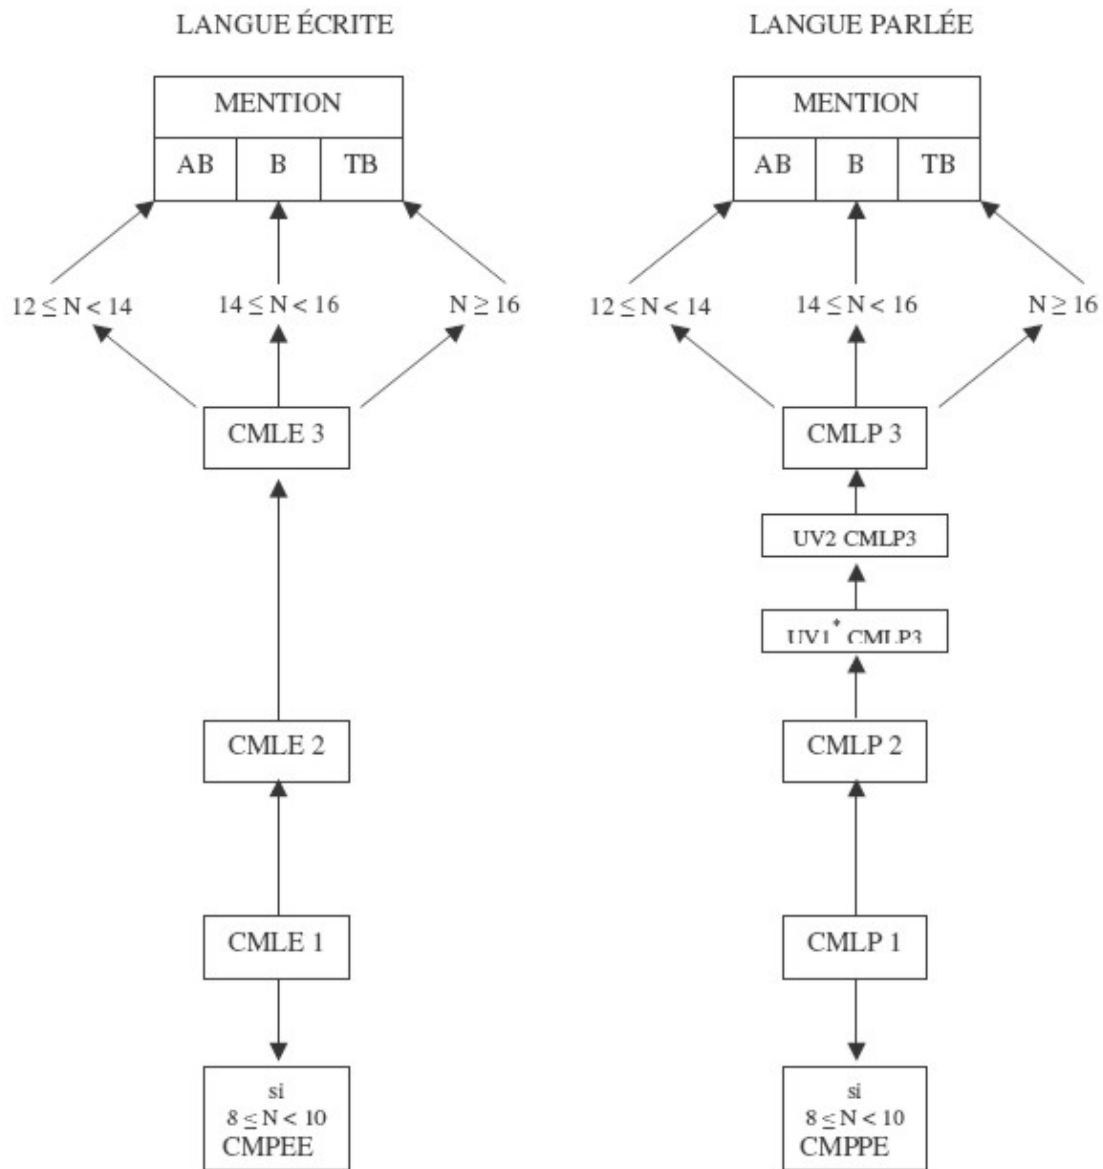 LANGUE ÉCRITE
MENTION
AB B TB
12 ≤ N < 14 14 ≤ N < 16 N ≥ 16
CMLE 3
CMLE 2
CMLE 1
si
8 ≤ N < 10
CMPEE
LANGUE PARLÉE
MENTION
AB B TB
12 ≤ N < 14 14 ≤ N < 16 N ≥ 16
CMLP 3
UV2 CMLP3
UV1* CMLP3
CMLP 2
CMLP 1
si
8 ≤ N < 10
CMPPE